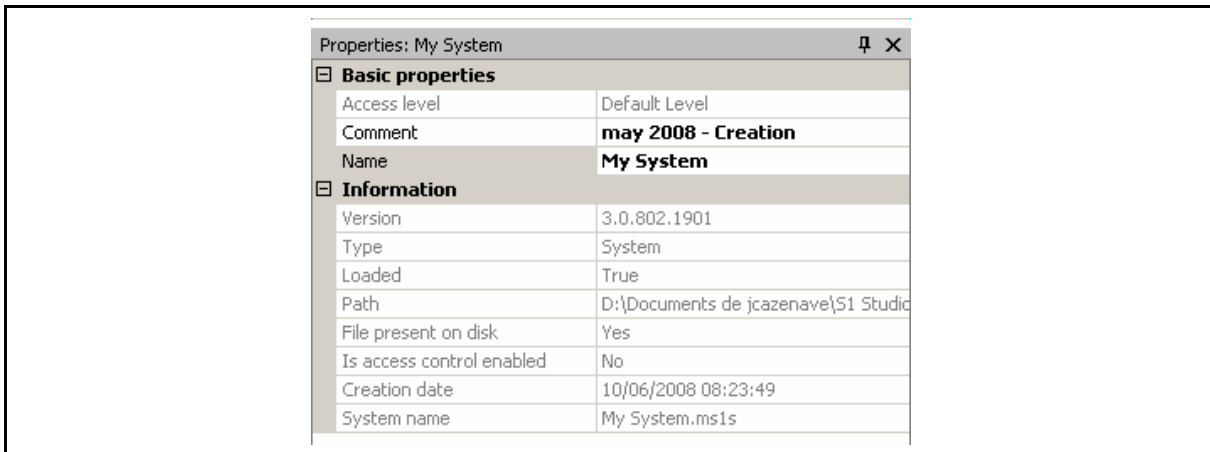 Properties: My System
Basic properties
Access level Default Level
Comment may 2008 - Creation
Name My System
Information
Version 3.0.802.1901
Type System
Loaded True
Path D:\Documents de jcazenave\S1 Studio
File present on disk Yes
Is access control enabled No
Creation date 10/06/2008 08:23:49
System name My System.ms1s